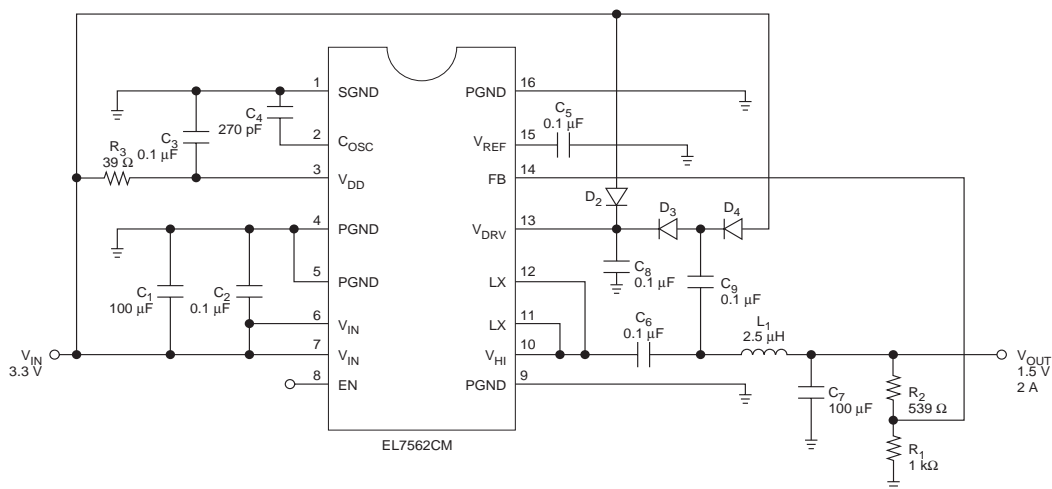 1
SGND
PGND
16
C4
270 pF
C5
0.1 µF
C3
0.1 µF
2
COSC
VREF
15
R3
39 Ω
3
VDD
FB
14
D2
D3
D4
4
PGND
VDRV
13
C8
0.1 µF
C9
0.1 µF
5
PGND
LX
12
C1
100 µF
C2
0.1 µF
6
VIN
LX
11
C6
0.1 µF
L1
2.5 µH
VIN
3.3 V
7
VIN
VHI
10
VOUT
1.5 V
2 A
8
EN
PGND
9
C7
100 µF
R2
539 Ω
R1
1 kΩ
EL7562CM